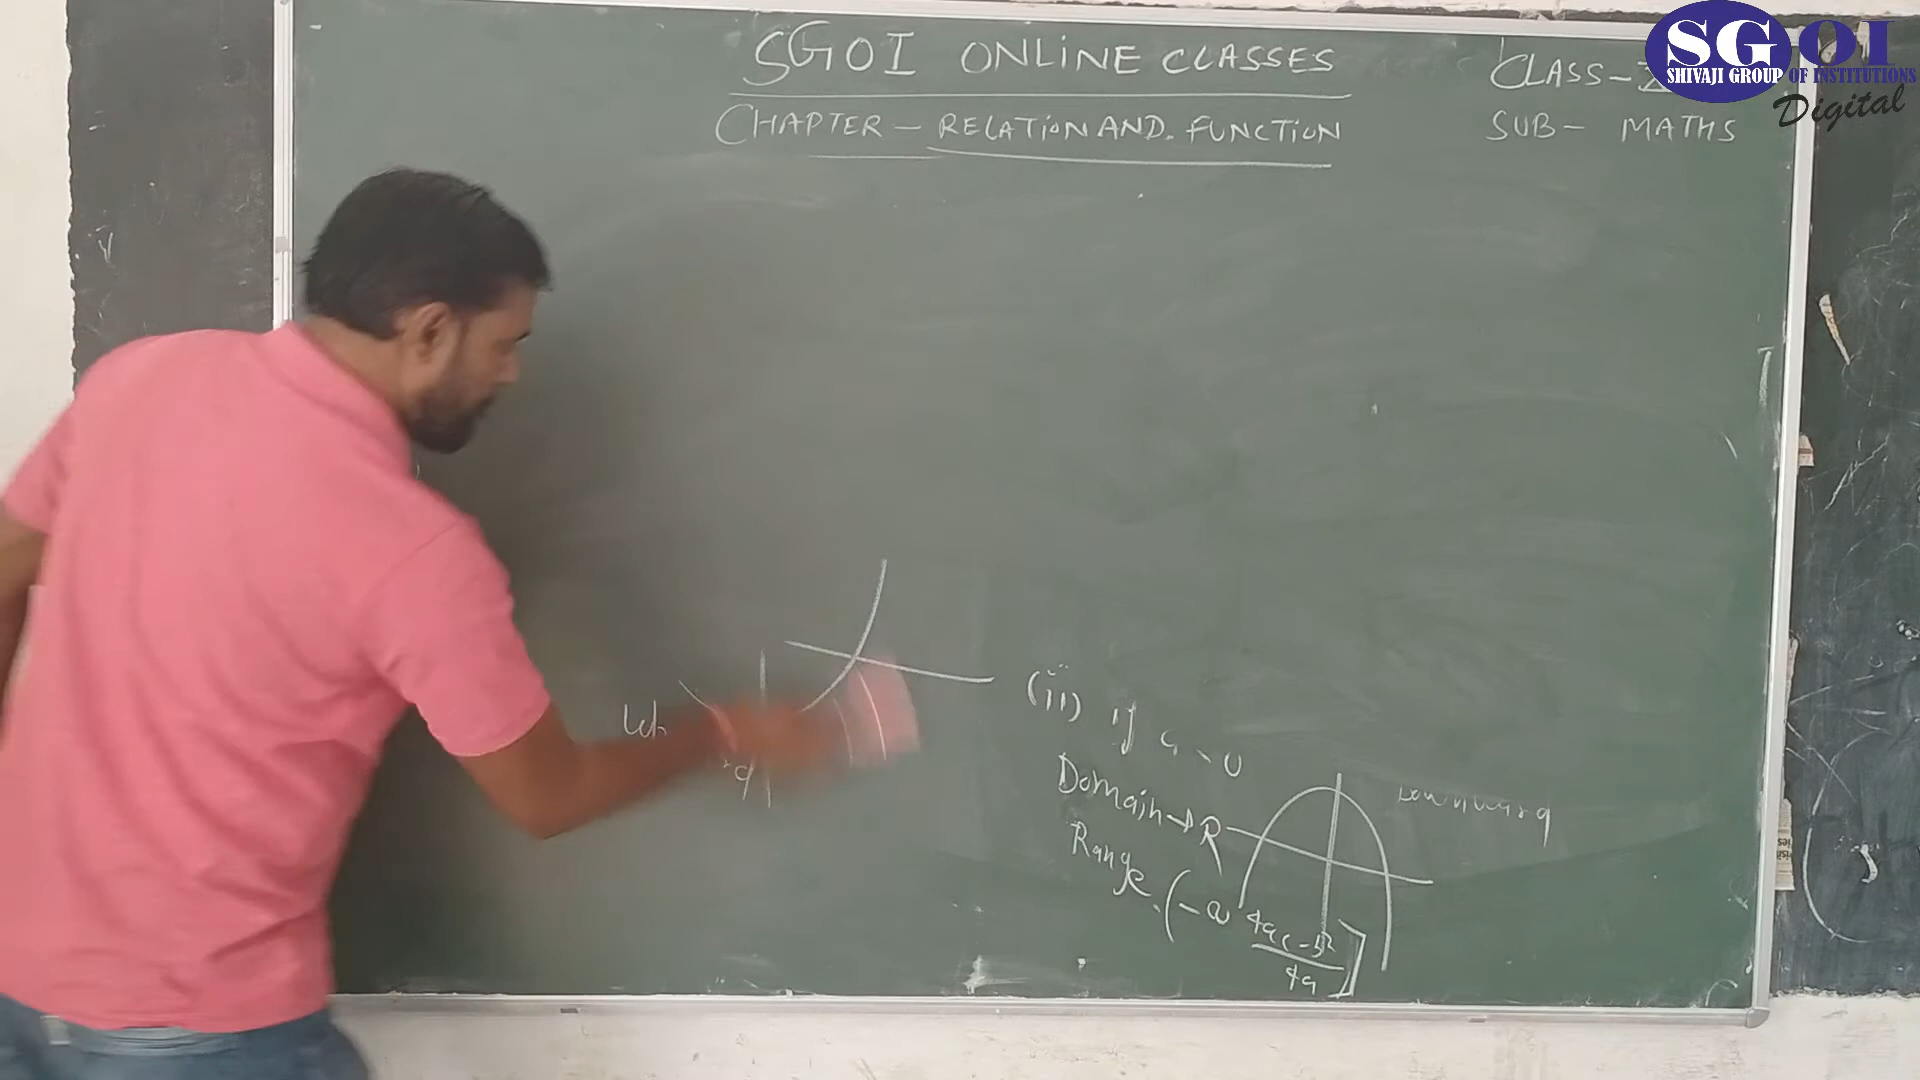 SGOI ONLINE CLASSES
CHAPTER – RELATION AND FUNCTION
CLASS –
SUB – MATHS
SGOI
SHIVAJI GROUP OF INSTITUTIONS
Digital
(ii) if a < 0
Domain → R
Range (-∞ 4ac - b²
4a ]
Downward